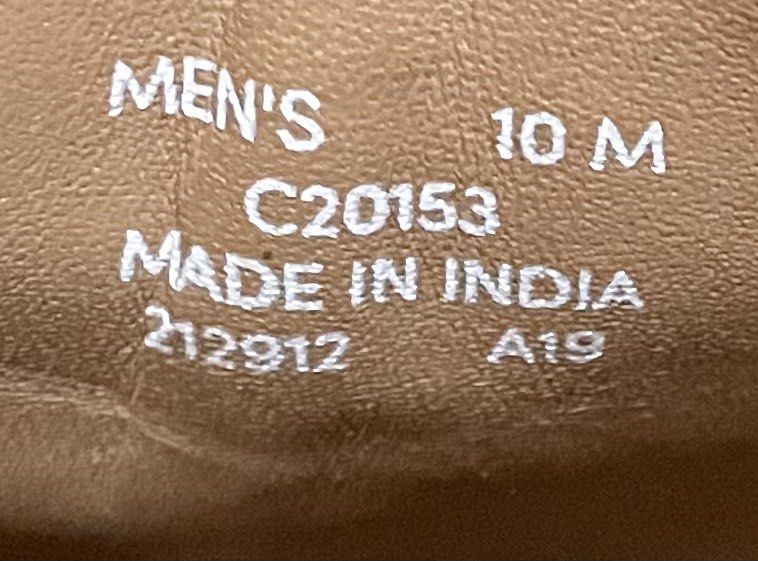 MEN'S 10 M
C20153
MADE IN INDIA
212912 A19